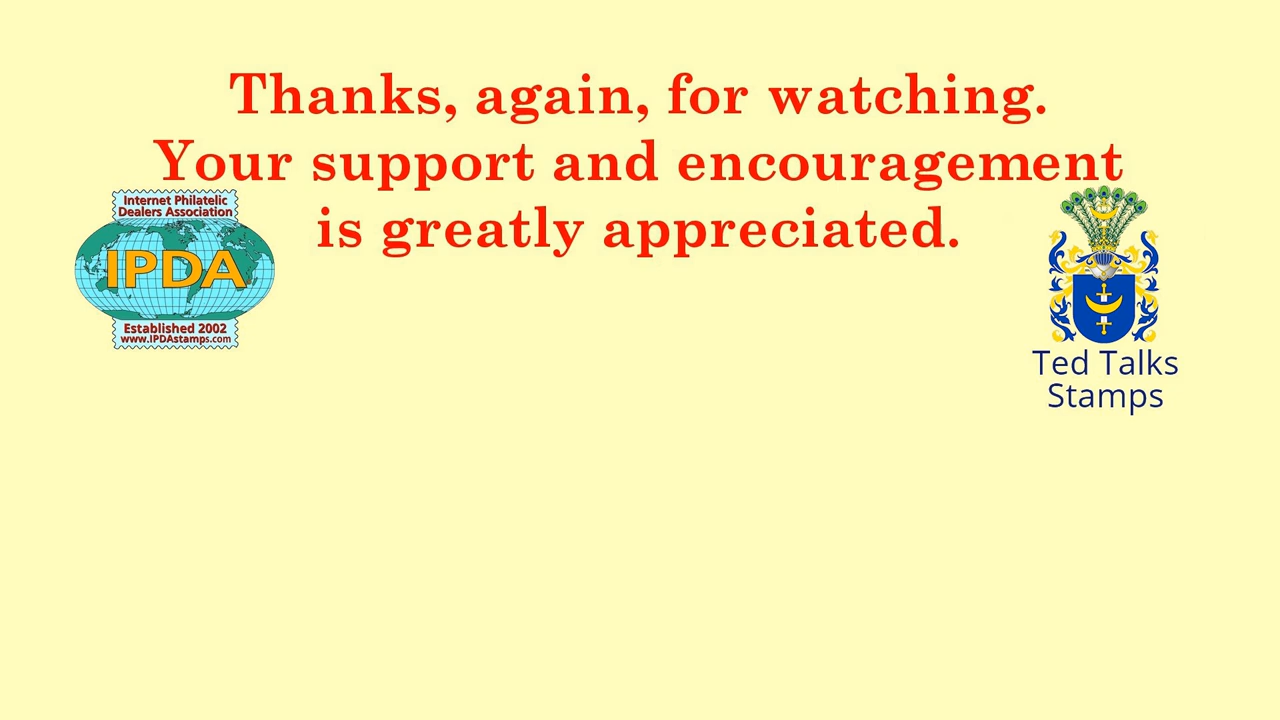 Thanks, again, for watching.
Your support and encouragement
is greatly appreciated.
Internet Philatelic
Dealers Association
IPDA
Established 2002
www.IPDAstamps.com
Ted Talks
Stamps